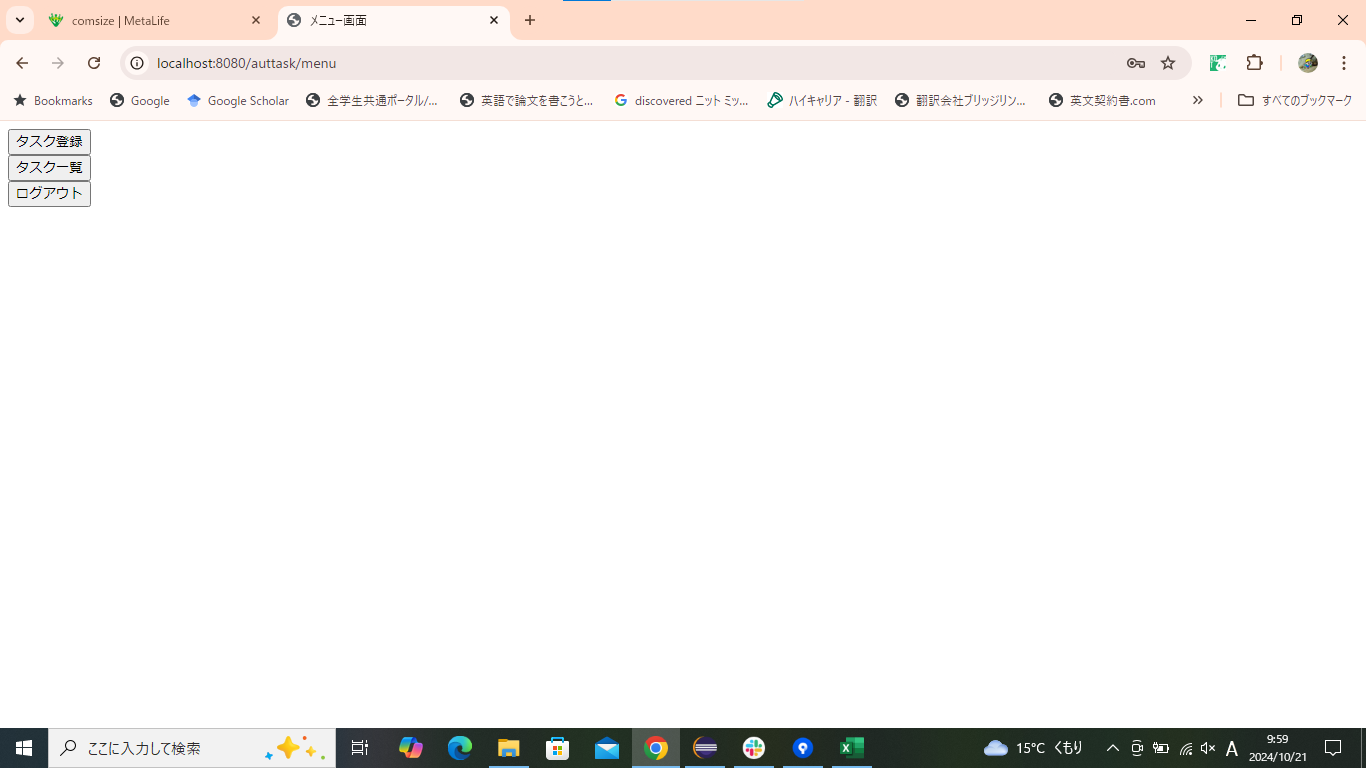 comsize | MetaLife
メニュー画面
localhost:8080/auttask/menu
Bookmarks
Google
Google Scholar
全学生共通ポータル/...
英語で論文を書こうと...
discovered ニット ミッ...
ハイキャリア - 翻訳
翻訳会社ブリッジリン...
英文契約書.com
すべてのブックマーク
タスク登録
タスク一覧
ログアウト
ここに入力して検索
15°C くもり
A
9:59
2024/10/21